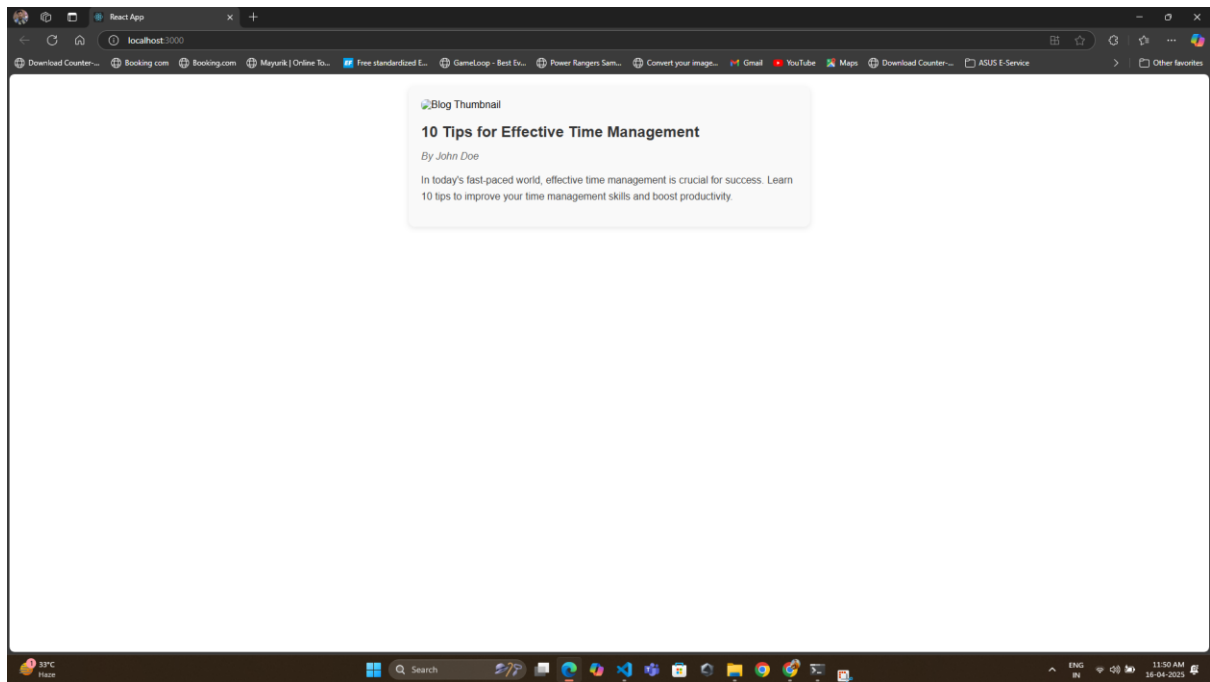 React App
localhost:3000
Download Counter-...
Booking com
Booking.com
Mayurik | Online To...
Free standardized E...
GameLoop - Best Ev...
Power Rangers Sam...
Convert your image...
Gmail
YouTube
Maps
Download Counter-...
ASUS E-Service
Other favorites
Blog Thumbnail
10 Tips for Effective Time Management
By John Doe
In today's fast-paced world, effective time management is crucial for success. Learn
10 tips to improve your time management skills and boost productivity.
1
33°C
Haze
Search
ENG
IN
11:50 AM
16-04-2025